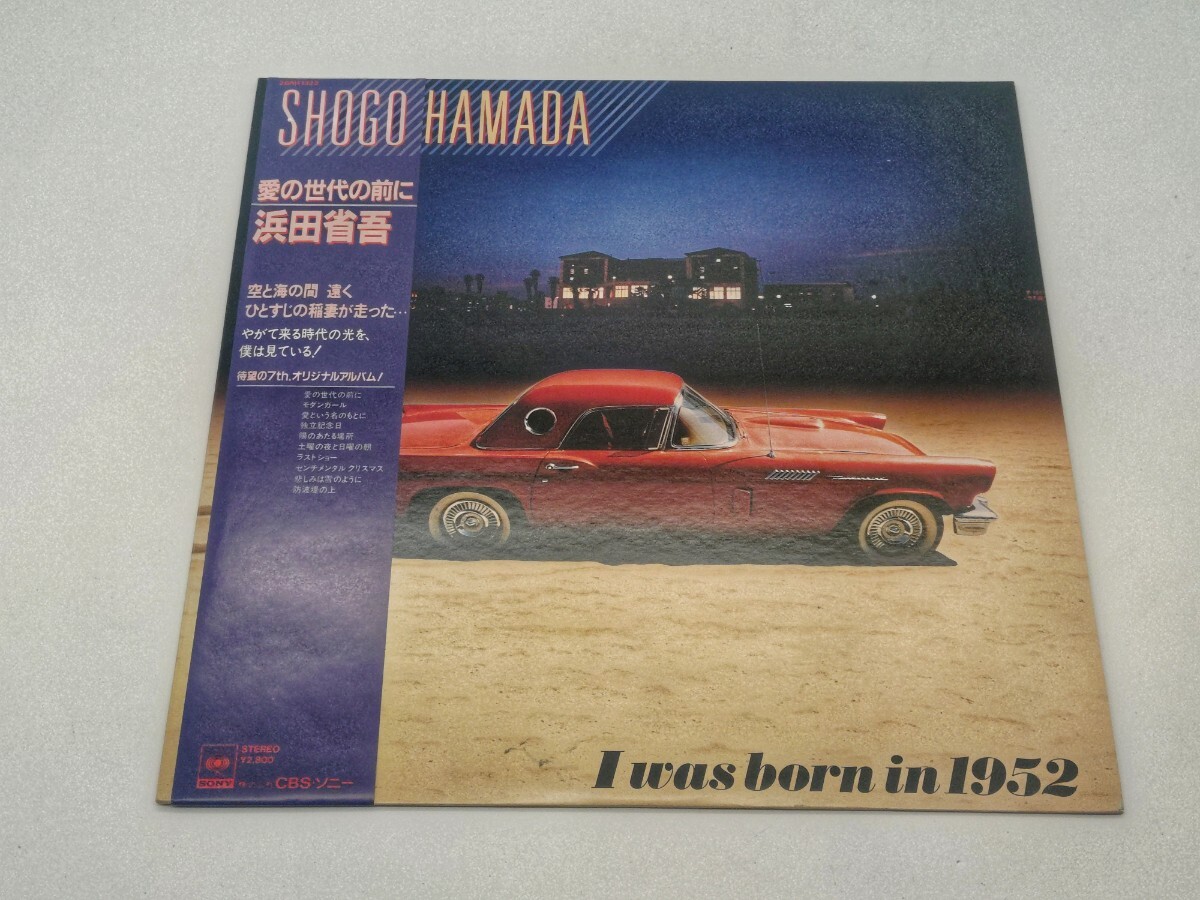 SHOGO HAMADA
愛の世代の前に
浜田省吾
空と海の間 遠く
ひとすじの稲妻が走った…
やがて来る時代の光を、
僕は見ている!
待望の7th.オリジナルアルバム!
愛の世代の前に
モダンガール
愛という名のもとに
独立記念日
陽のあたる場所
土曜の夜と日曜の朝
ラストショー
センチメンタル クリスマス
悲しみは雪のように
防波堤の上
STEREO
¥2,800
SONY
CBS・ソニー
I was born in 1952